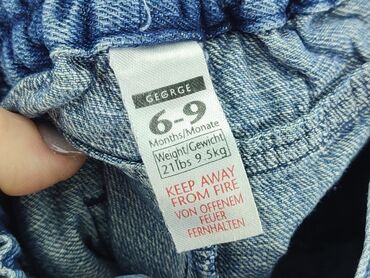 GEORGE
6-9
Months/Monate
Weight/Gewicht
21lbs 9.5kg
KEEP AWAY
FROM FIRE
VON OFFENEM
FEUER
FERNHALTEN